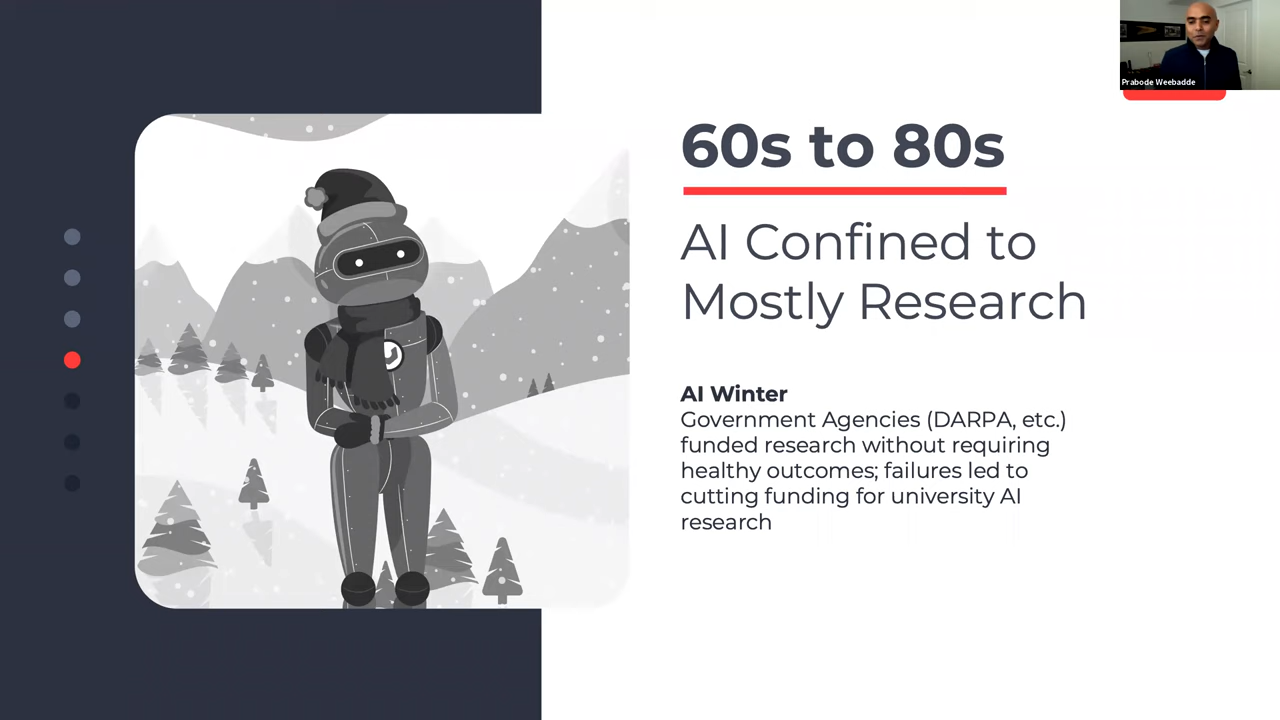 Prabode Weebadde
60s to 80s
AI Confined to
Mostly Research
AI Winter
Government Agencies (DARPA, etc.)
funded research without requiring
healthy outcomes; failures led to
cutting funding for university AI
research